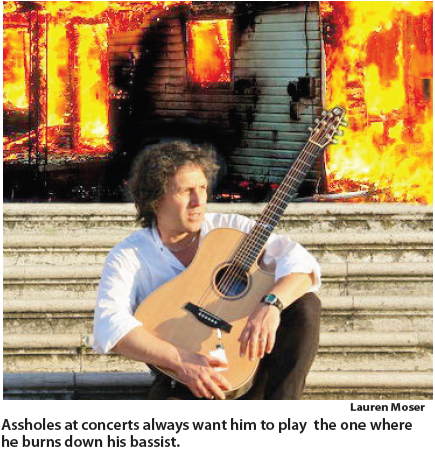 Lauren Moser
Assholes at concerts always want him to play the one where
he burns down his bassist.